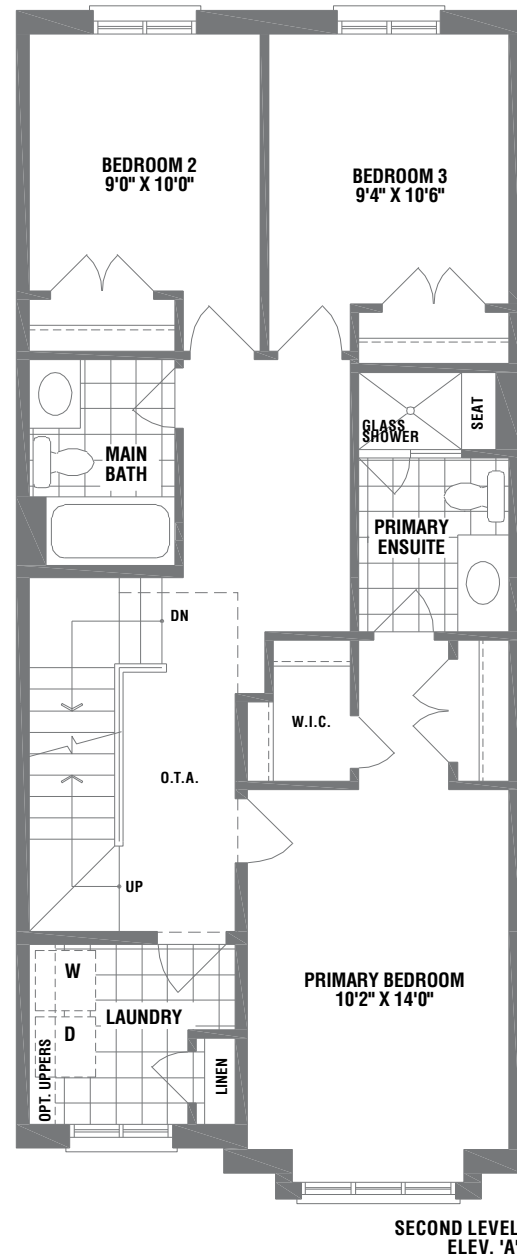 BEDROOM 2
9'0" X 10'0"
BEDROOM 3
9'4" X 10'6"
GLASS
SHOWER
SEAT
MAIN
BATH
PRIMARY
ENSUITE
DN
W.I.C.
O.T.A.
UP
W
D
LAUNDRY
OPT. UPPERS
LINEN
PRIMARY BEDROOM
10'2" X 14'0"
SECOND LEVEL
ELEV. 'A'